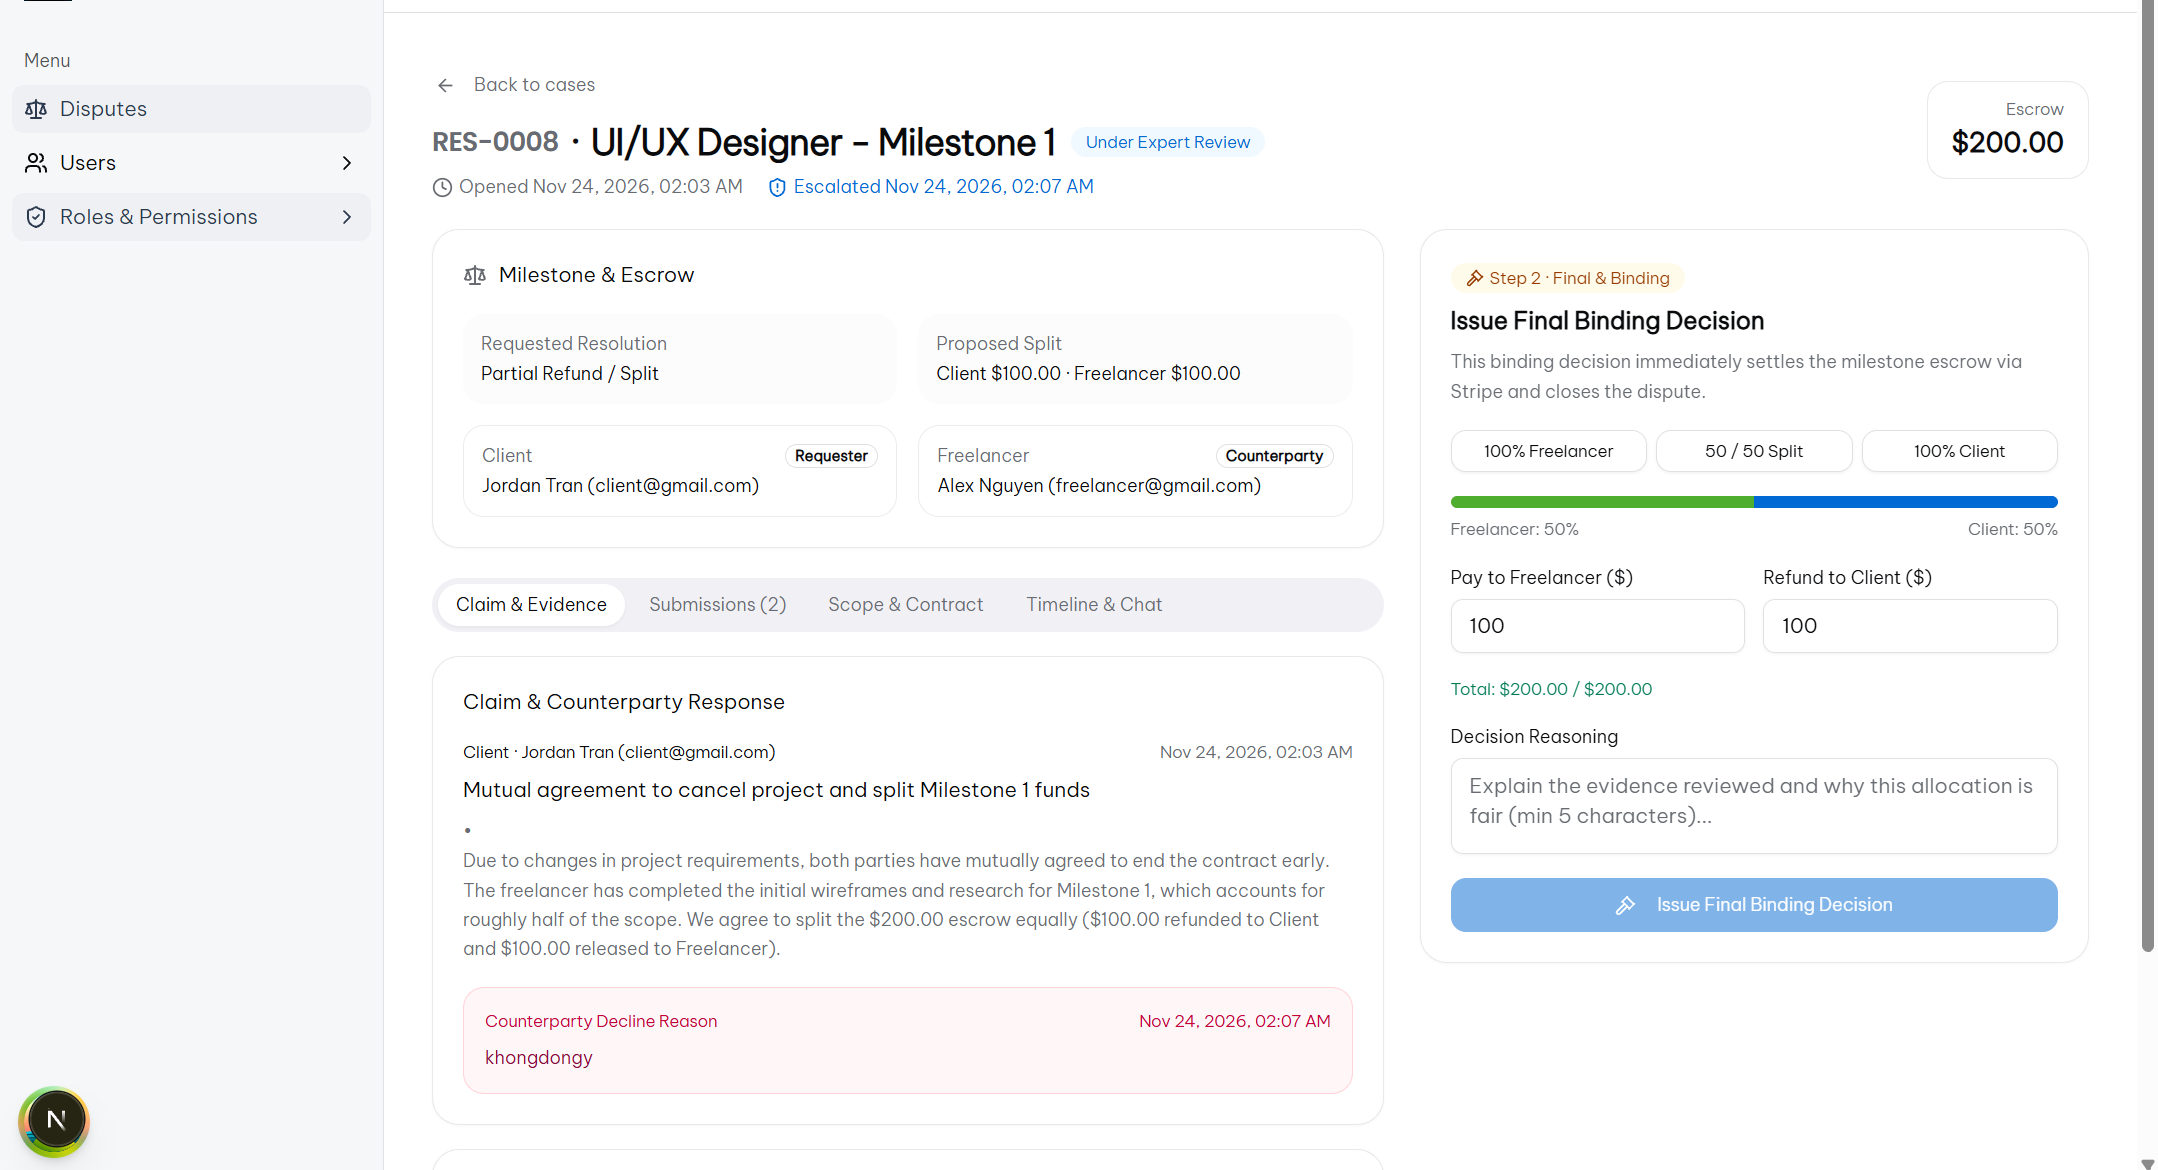 Menu
Disputes
Users
Roles & Permissions
Back to cases
RES-0008 · UI/UX Designer – Milestone 1
Under Expert Review
Opened Nov 24, 2026, 02:03 AM
Escalated Nov 24, 2026, 02:07 AM
Escrow
$200.00
Milestone & Escrow
Requested Resolution
Partial Refund / Split
Proposed Split
Client $100.00 · Freelancer $100.00
Client
Requester
Jordan Tran (client@gmail.com)
Freelancer
Counterparty
Alex Nguyen (freelancer@gmail.com)
Claim & Evidence
Submissions (2)
Scope & Contract
Timeline & Chat
Claim & Counterparty Response
Client · Jordan Tran (client@gmail.com)
Nov 24, 2026, 02:03 AM
Mutual agreement to cancel project and split Milestone 1 funds
•
Due to changes in project requirements, both parties have mutually agreed to end the contract early.
The freelancer has completed the initial wireframes and research for Milestone 1, which accounts for
roughly half of the scope. We agree to split the $200.00 escrow equally ($100.00 refunded to Client
and $100.00 released to Freelancer).
Counterparty Decline Reason
Nov 24, 2026, 02:07 AM
khongdongy
Step 2 · Final & Binding
Issue Final Binding Decision
This binding decision immediately settles the milestone escrow via
Stripe and closes the dispute.
100% Freelancer
50 / 50 Split
100% Client
Freelancer: 50%
Client: 50%
Pay to Freelancer ($)
Refund to Client ($)
100
100
Total: $200.00 / $200.00
Decision Reasoning
Explain the evidence reviewed and why this allocation is
fair (min 5 characters)...
Issue Final Binding Decision
N